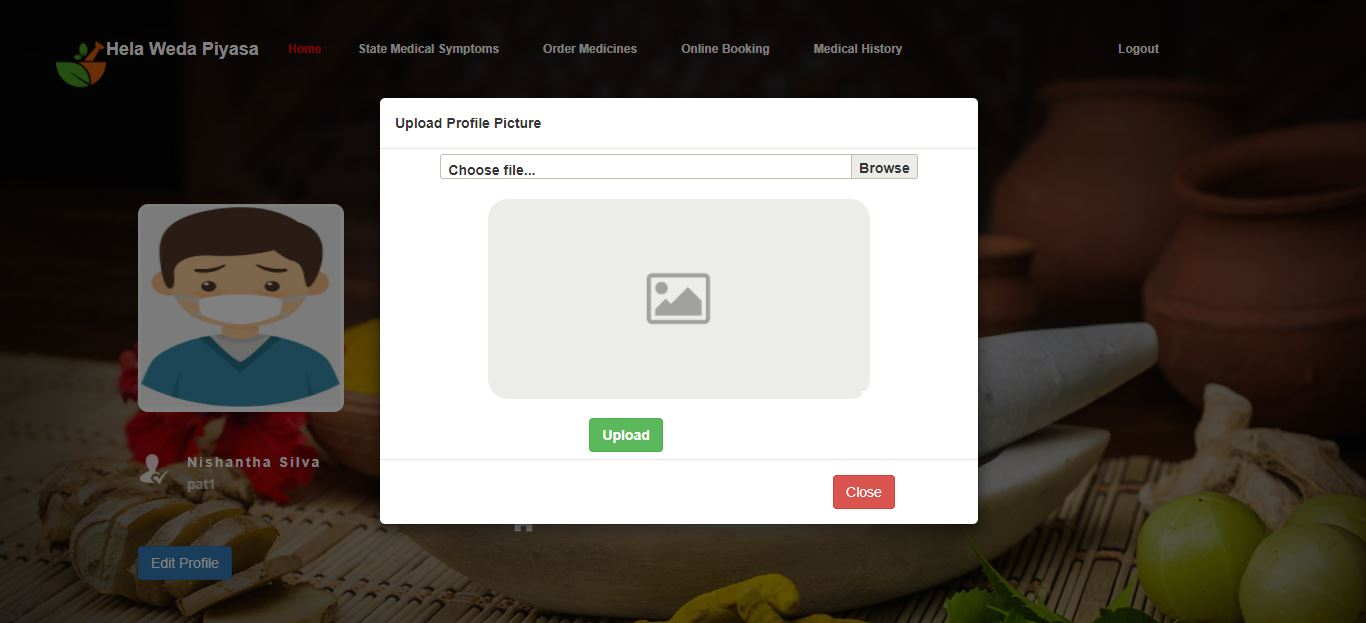 Hela Weda Piyasa
Home
State Medical Symptoms
Order Medicines
Online Booking
Medical History
Logout
Upload Profile Picture
Choose file...
Browse
Upload
Close
Nishantha Silva
pat1
Edit Profile